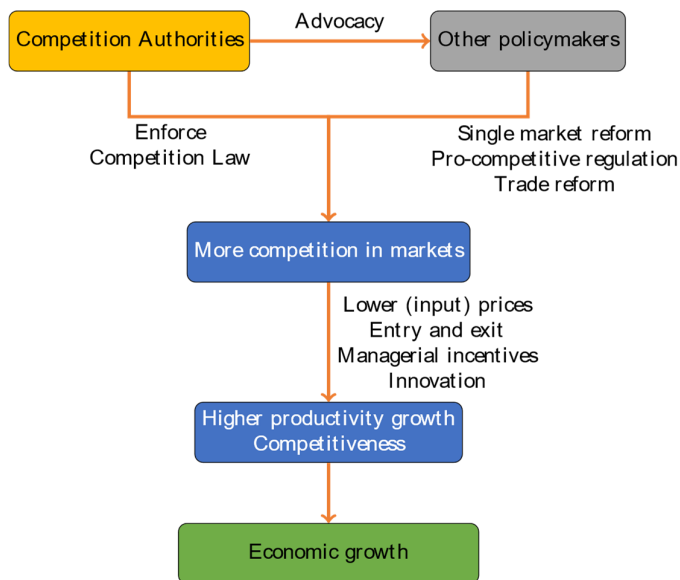 Advocacy
Competition Authorities
Other policymakers
Enforce
Competition Law
Single market reform
Pro-competitive regulation
Trade reform
More competition in markets
Lower (input) prices
Entry and exit
Managerial incentives
Innovation
Higher productivity growth
Competitiveness
Economic growth